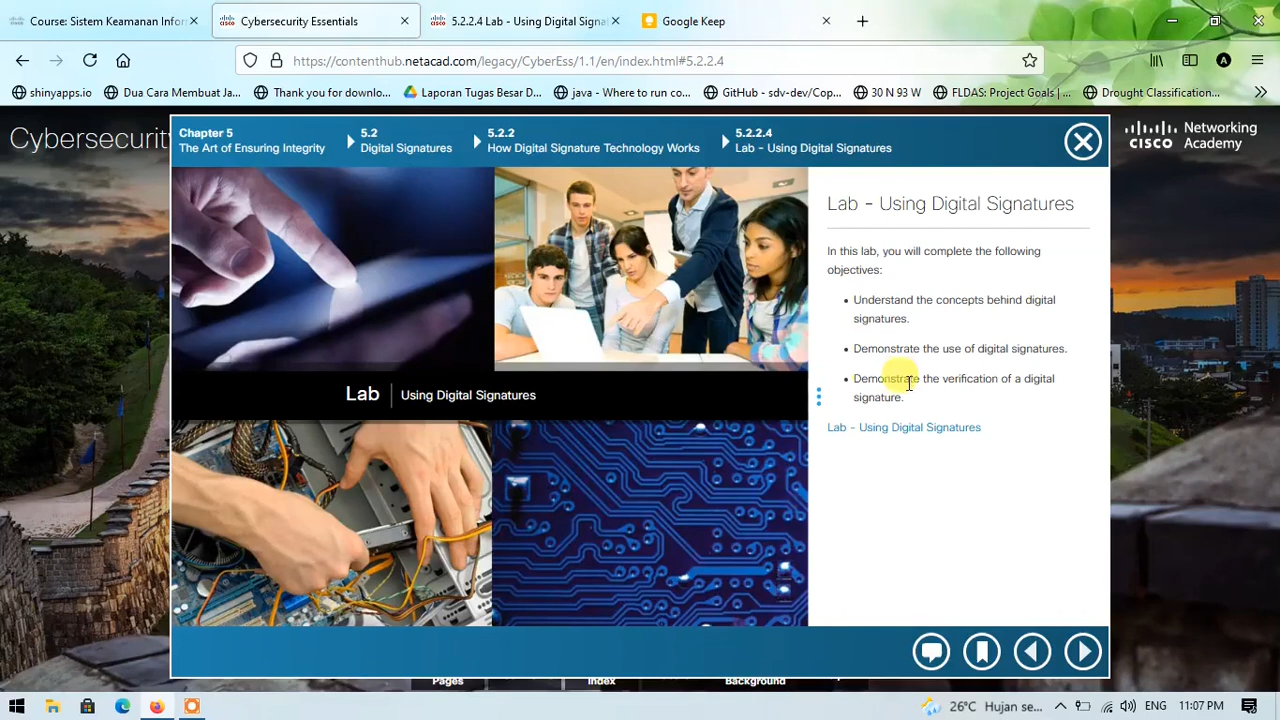 Course: Sistem Keamanan Infor
Cybersecurity Essentials
5.2.2.4 Lab - Using Digital Signa
Google Keep
https://contenthub.netacad.com/legacy/CyberEss/1.1/en/index.html#5.2.2.4
A
shinyapps.io
Dua Cara Membuat Ja...
Thank you for downlo...
Laporan Tugas Besar D...
java - Where to run co...
GitHub - sdv-dev/Cop...
30 N 93 W
FLDAS: Project Goals | ...
Drought Classification...
Cybersecurity
Chapter 5
The Art of Ensuring Integrity
5.2
Digital Signatures
5.2.2
How Digital Signature Technology Works
5.2.2.4
Lab - Using Digital Signatures
Networking
CISCO Academy
Lab - Using Digital Signatures
In this lab, you will complete the following
objectives:
• Understand the concepts behind digital
signatures.
• Demonstrate the use of digital signatures.
• Demonstrate the verification of a digital
signature.
Lab - Using Digital Signatures
Lab | Using Digital Signatures
Pages
Index
Background
26°C Hujan se...
ENG
11:07 PM